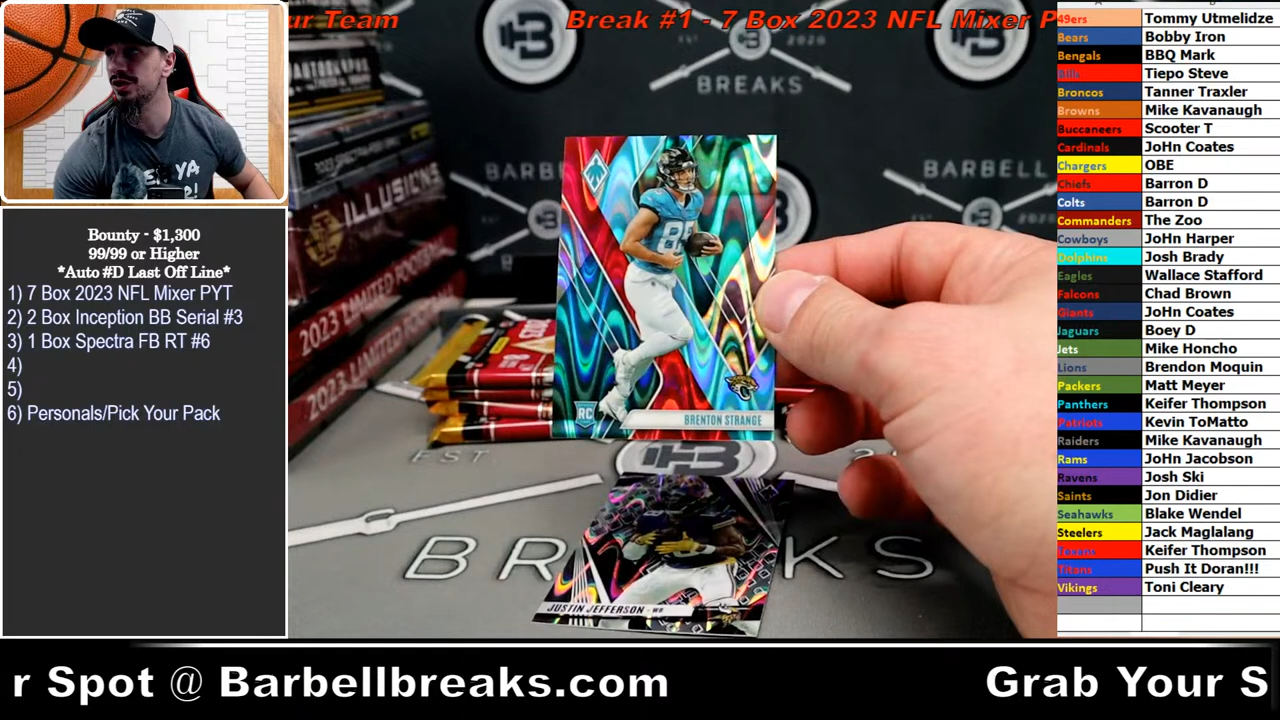 ur Team
Break #1 - 7 Box 2023 NFL Mixer P
BREAKS
BARBELL
BARBELL
ILLUSIONS
2023
85
RC
BRENTON STRANGE
JUSTIN JEFFERSON WR
EST
BR KS
Bounty - $1,300
99/99 or Higher
*Auto #D Last Off Line*
1) 7 Box 2023 NFL Mixer PYT
2) 2 Box Inception BB Serial #3
3) 1 Box Spectra FB RT #6
4)
5)
6) Personals/Pick Your Pack
49ers Tommy Utmelidze
Bears Bobby Iron
Bengals BBQ Mark
Bills Tiepo Steve
Broncos Tanner Traxler
Browns Mike Kavanaugh
Buccaneers Scooter T
Cardinals JoHn Coates
Chargers OBE
Chiefs Barron D
Colts Barron D
Commanders The Zoo
Cowboys JoHn Harper
Dolphins Josh Brady
Eagles Wallace Stafford
Falcons Chad Brown
Giants JoHn Coates
Jaguars Boey D
Jets Mike Honcho
Lions Brendon Moquin
Packers Matt Meyer
Panthers Keifer Thompson
Patriots Kevin ToMatto
Raiders Mike Kavanaugh
Rams JoHn Jacobson
Ravens Josh Ski
Saints Jon Didier
Seahawks Blake Wendel
Steelers Jack Maglalang
Texans Keifer Thompson
Titans Push It Doran!!!
Vikings Toni Cleary
r Spot @ Barbellbreaks.com Grab Your S